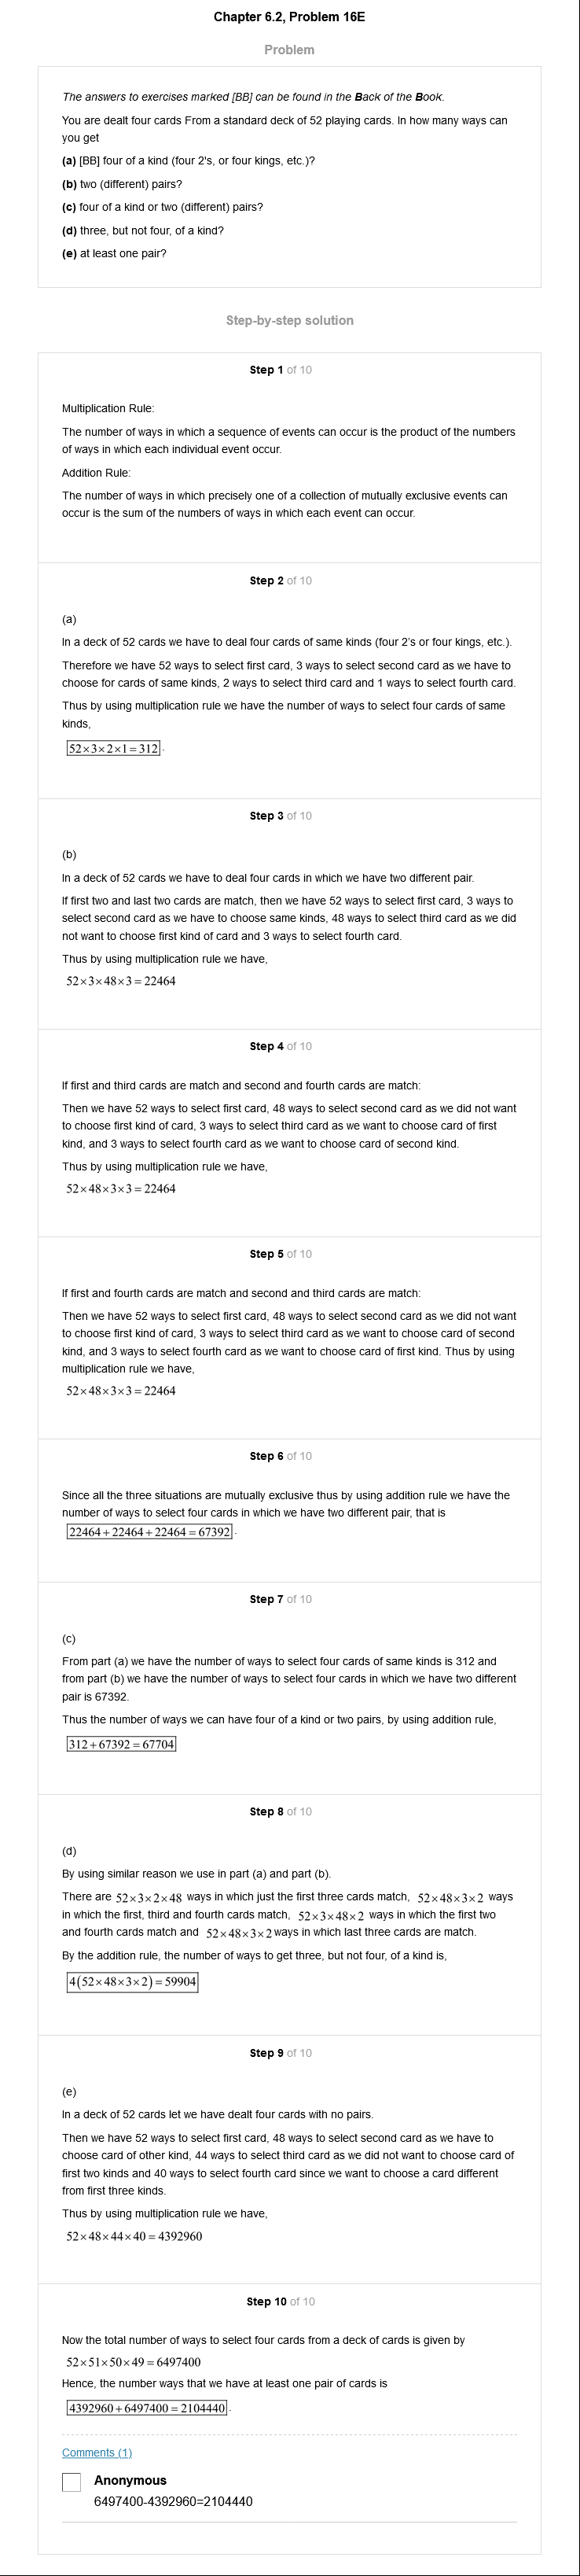 Chapter 6.2, Problem 16E
Problem
The answers to exercises marked [BB] can be found in the Back of the Book.
You are dealt four cards From a standard deck of 52 playing cards. In how many ways can
you get
(a) [BB] four of a kind (four 2's, or four kings, etc.)?
(b) two (different) pairs?
(c) four of a kind or two (different) pairs?
(d) three, but not four, of a kind?
(e) at least one pair?
Step-by-step solution
Step 1 of 10
Multiplication Rule:
The number of ways in which a sequence of events can occur is the product of the numbers
of ways in which each individual event occur.
Addition Rule:
The number of ways in which precisely one of a collection of mutually exclusive events can
occur is the sum of the numbers of ways in which each event can occur.
Step 2 of 10
(a)
In a deck of 52 cards we have to deal four cards of same kinds (four 2's or four kings, etc.).
Therefore we have 52 ways to select first card, 3 ways to select second card as we have to
choose for cards of same kinds, 2 ways to select third card and 1 ways to select fourth card.
Thus by using multiplication rule we have the number of ways to select four cards of same
kinds,
52×3×2×1=312.
Step 3 of 10
(b)
In a deck of 52 cards we have to deal four cards in which we have two different pair.
If first two and last two cards are match, then we have 52 ways to select first card, 3 ways to
select second card as we have to choose same kinds, 48 ways to select third card as we did
not want to choose first kind of card and 3 ways to select fourth card.
Thus by using multiplication rule we have,
52×3×48×3=22464
Step 4 of 10
If first and third cards are match and second and fourth cards are match:
Then we have 52 ways to select first card, 48 ways to select second card as we did not want
to choose first kind of card, 3 ways to select third card as we want to choose card of first
kind, and 3 ways to select fourth card as we want to choose card of second kind.
Thus by using multiplication rule we have,
52×48×3×3=22464
Step 5 of 10
If first and fourth cards are match and second and third cards are match:
Then we have 52 ways to select first card, 48 ways to select second card as we did not want
to choose first kind of card, 3 ways to select third card as we want to choose card of second
kind, and 3 ways to select fourth card as we want to choose card of first kind. Thus by using
multiplication rule we have,
52×48×3×3=22464
Step 6 of 10
Since all the three situations are mutually exclusive thus by using addition rule we have the
number of ways to select four cards in which we have two different pair, that is
22464+22464+22464=67392.
Step 7 of 10
(c)
From part (a) we have the number of ways to select four cards of same kinds is 312 and
from part (b) we have the number of ways to select four cards in which we have two different
pair is 67392.
Thus the number of ways we can have four of a kind or two pairs, by using addition rule,
312+67392=67704
Step 8 of 10
(d)
By using similar reason we use in part (a) and part (b).
There are 52×3×2×48 ways in which just the first three cards match, 52×48×3×2 ways
in which the first, third and fourth cards match, 52×3×48×2 ways in which the first two
and fourth cards match and 52×48×3×2 ways in which last three cards are match.
By the addition rule, the number of ways to get three, but not four, of a kind is,
4(52×48×3×2)=59904
Step 9 of 10
(e)
In a deck of 52 cards let we have dealt four cards with no pairs.
Then we have 52 ways to select first card, 48 ways to select second card as we have to
choose card of other kind, 44 ways to select third card as we did not want to choose card of
first two kinds and 40 ways to select fourth card since we want to choose a card different
from first three kinds.
Thus by using multiplication rule we have,
52×48×44×40=4392960
Step 10 of 10
Now the total number of ways to select four cards from a deck of cards is given by
52×51×50×49=6497400
Hence, the number ways that we have at least one pair of cards is
4392960+6497400=2104440.
Comments (1)
Anonymous
6497400-4392960=2104440